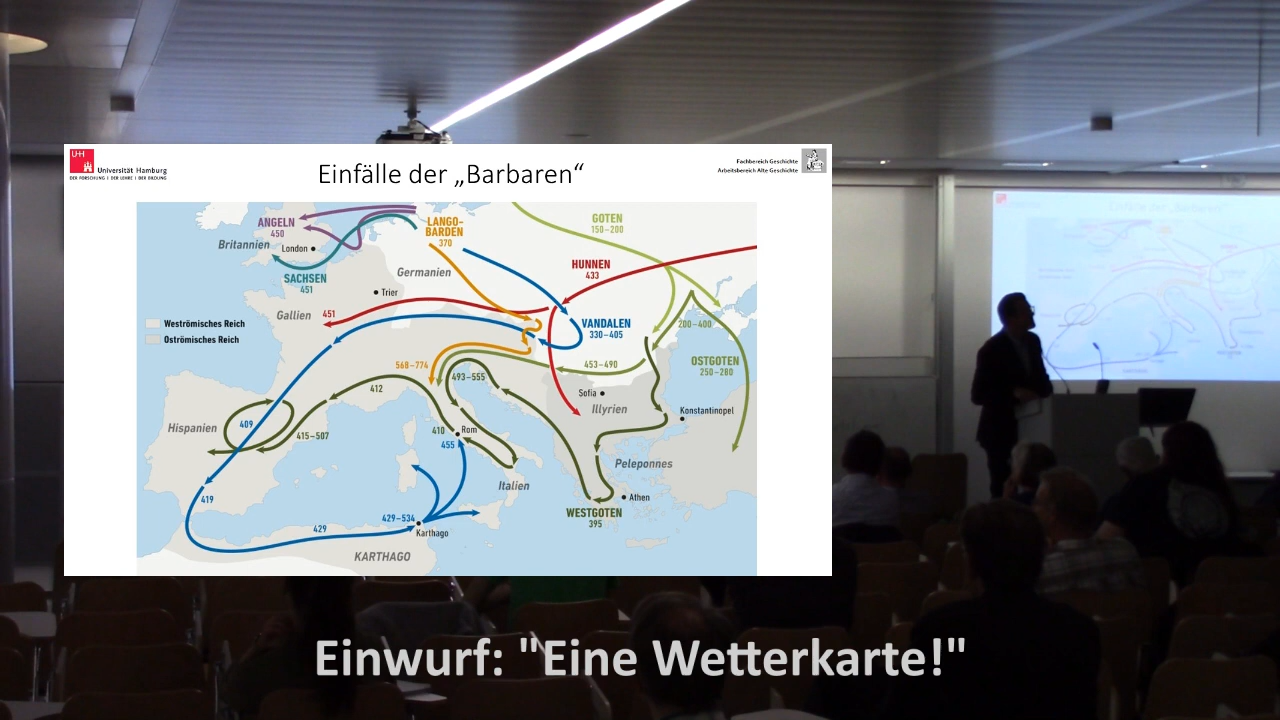 U+H
Universität Hamburg
DER FORSCHUNG | DER LEHRE | DER BILDUNG
Einfälle der „Barbaren“
Fachbereich Geschichte
Arbeitsbereich Alte Geschichte
ANGELN
450
Britannien
London
SACHSEN
451
LANGO-
BARDEN
370
GOTEN
150–200
Germanien
HUNNEN
433
Trier
Gallien
451
Weströmisches Reich
Oströmisches Reich
VANDALEN
330–405
200–400
OSTGOTEN
250–280
568–774
493–555
453–490
412
Sofia
Illyrien
Konstantinopel
Hispanien
409
415–507
410
Rom
455
Peleponnes
Italien
419
Athen
WESTGOTEN
395
429–534
429
Karthago
KARTHAGO
Einwurf: "Eine Wetterkarte!"